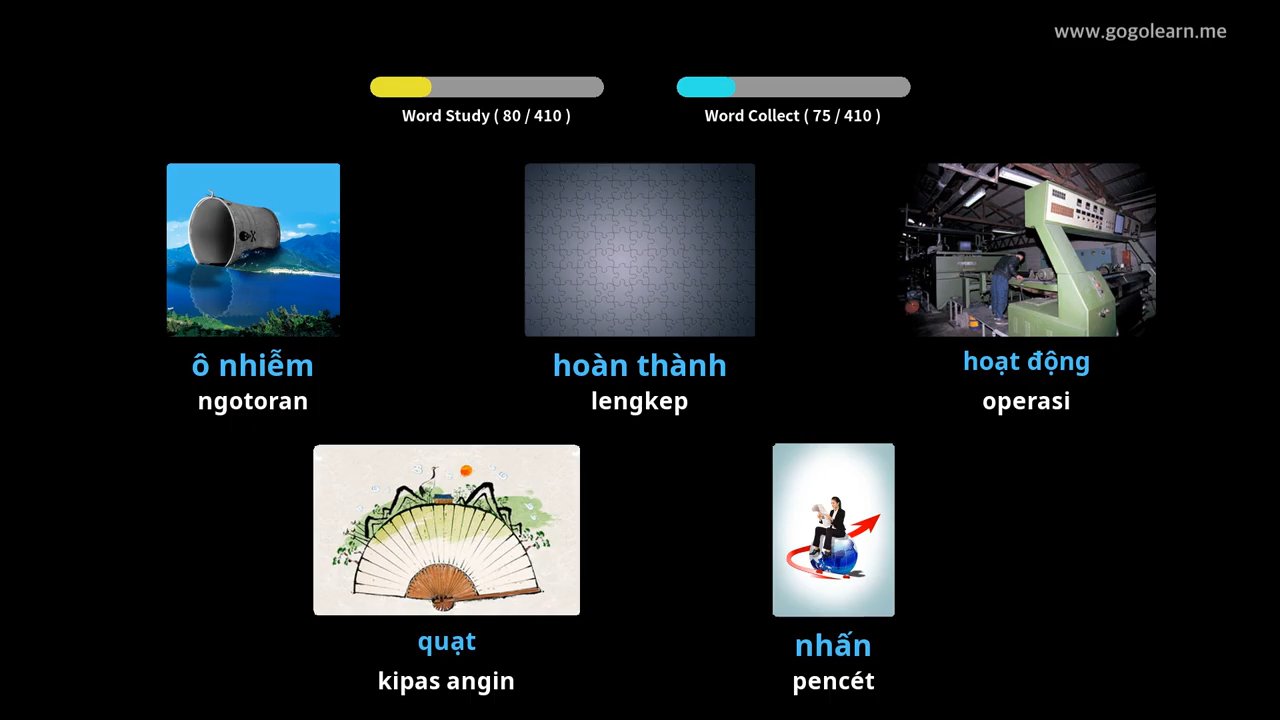 www.gogolearn.me
Word Study ( 80 / 410 )
Word Collect ( 75 / 410 )
ô nhiễm
ngotoran
hoàn thành
lengkep
hoạt động
operasi
quạt
kipas angin
nhấn
pencét